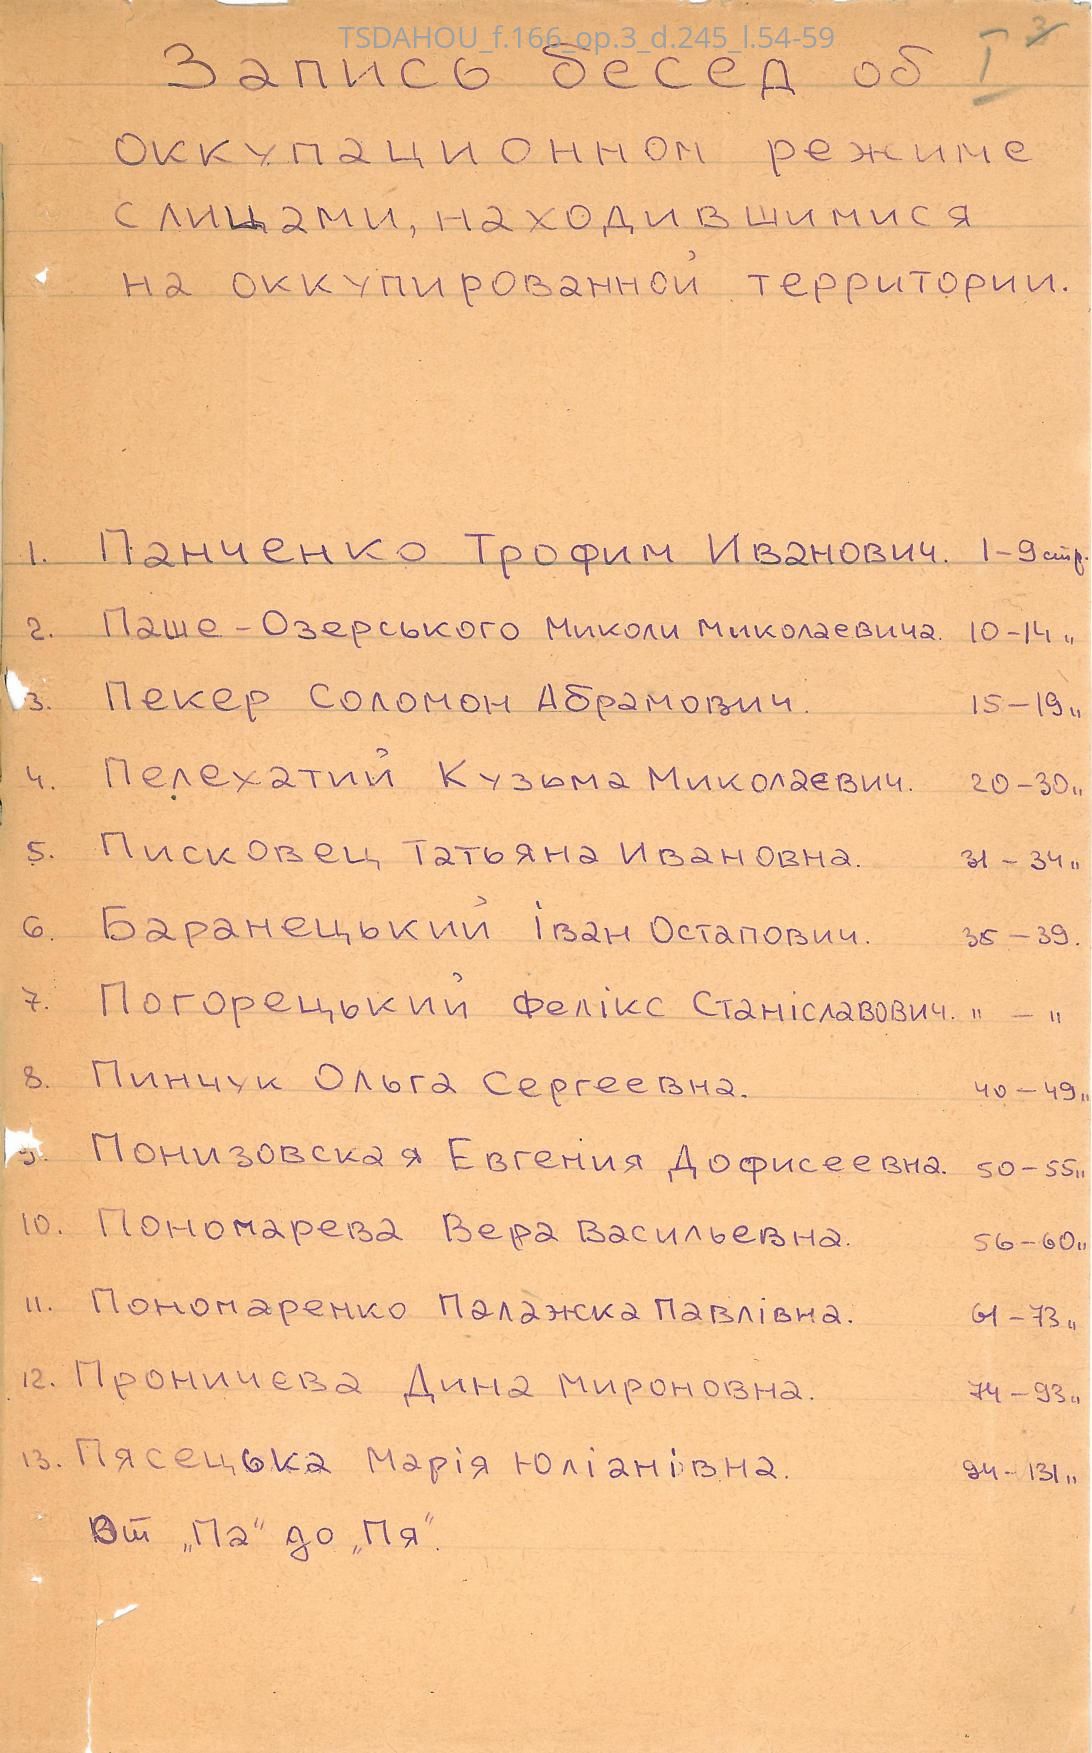 TSDAHOU_f.166_op.3_d.245_l.54-59
Запись бесед об I 3
оккупационном режиме
с лицами, находившимися
на оккупированной территории.
1. Панченко Трофим Иванович. 1-9 стр.
2. Паше-Озерського Миколи Миколаевича. 10-14 "
3. Пекер Соломон Абрамович. 15-19 "
4. Пелехатий Кузьма Миколаєвич. 20-30 "
5. Писковец Татьяна Ивановна. 31-34 "
6. Баранецький Іван Остапович. 35-39.
7. Погорецький Фелікс Станіславович. " - "
8. Пинчук Ольга Сергеевна. 40-49 "
9. Понизовская Евгения Дофисеевна. 50-55 "
10. Пономарева Вера Васильевна. 56-60 "
11. Пономаренко Палажка Павлівна. 61-73 "
12. Проничева Дина Мироновна. 74-93 "
13. Пясецька Марія Юліанівна. 94-131 "
От „Па" до „Пя".